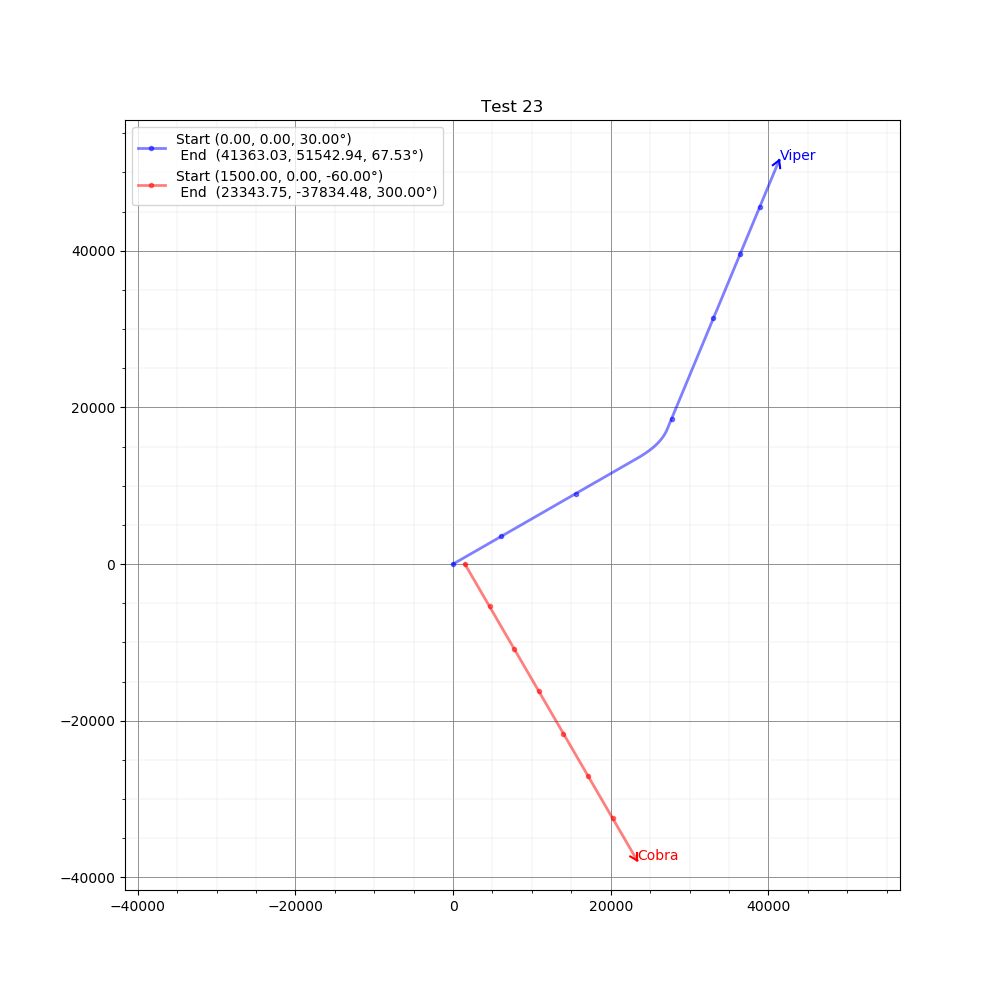 Test 23
Start (0.00, 0.00, 30.00°)
End (41363.03, 51542.94, 67.53°)
Start (1500.00, 0.00, -60.00°)
End (23343.75, -37834.48, 300.00°)
Viper
40000
20000
0
−20000
−40000
Cobra
−40000
−20000
0
20000
40000